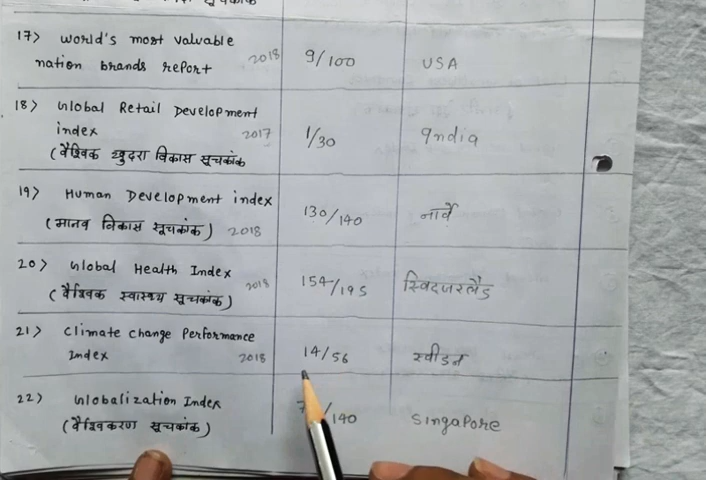 सूचकांक
17) World's most valuable
nation brands report 2018 9/100 USA
18) Global Retail Development
index 2017 1/30 India
(वैश्विक खुदरा विकास सूचकांक
19) Human Development index
(मानव विकास सूचकांक) 2018 130/140 नार्वे
20) Global Health Index
(वैश्विक स्वास्थ्य सूचकांक) 2018 154/195 स्विटजरलैंड
21) Climate Change Performance
Index 2018 14/56 स्वीडन
22) Globalization Index
(वैश्विकरण सूचकांक) /140 Singapore